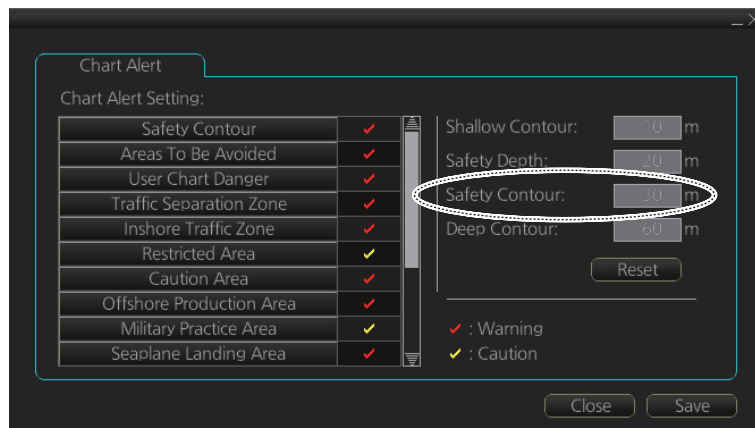 Chart Alert
Chart Alert Setting:
Safety Contour
Areas To Be Avoided
User Chart Danger
Traffic Separation Zone
Inshore Traffic Zone
Restricted Area
Caution Area
Offshore Production Area
Military Practice Area
Seaplane Landing Area
Shallow Contour: 10 m
Safety Depth: 20 m
Safety Contour: 30 m
Deep Contour: 60 m
Reset
✔ : Warning
✔ : Caution
Close Save